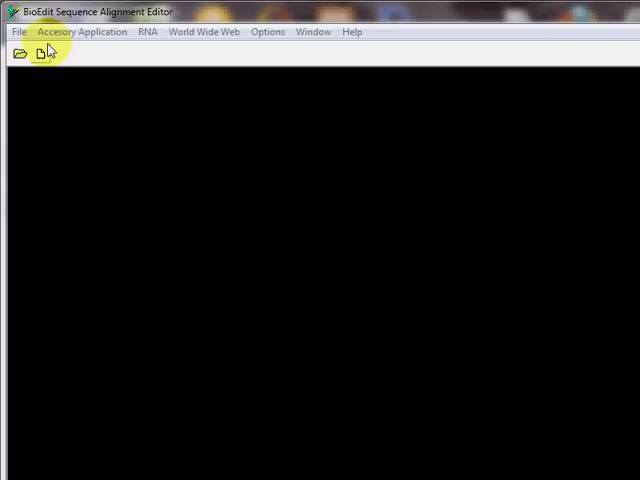 BioEdit Sequence Alignment Editor
File Accesory Application RNA World Wide Web Options Window Help